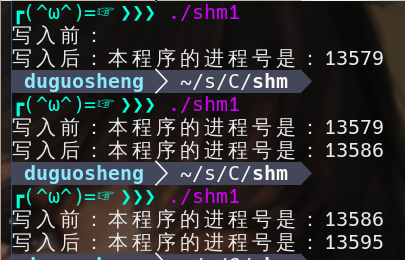 ┏(^ω^)=☞ ❯❯❯ ./shm1
写入前：
写入后：本程序的进程号是：13579
duguosheng ~/s/C/shm
┏(^ω^)=☞ ❯❯❯ ./shm1
写入前：本程序的进程号是：13579
写入后：本程序的进程号是：13586
duguosheng ~/s/C/shm
┏(^ω^)=☞ ❯❯❯ ./shm1
写入前：本程序的进程号是：13586
写入后：本程序的进程号是：13595